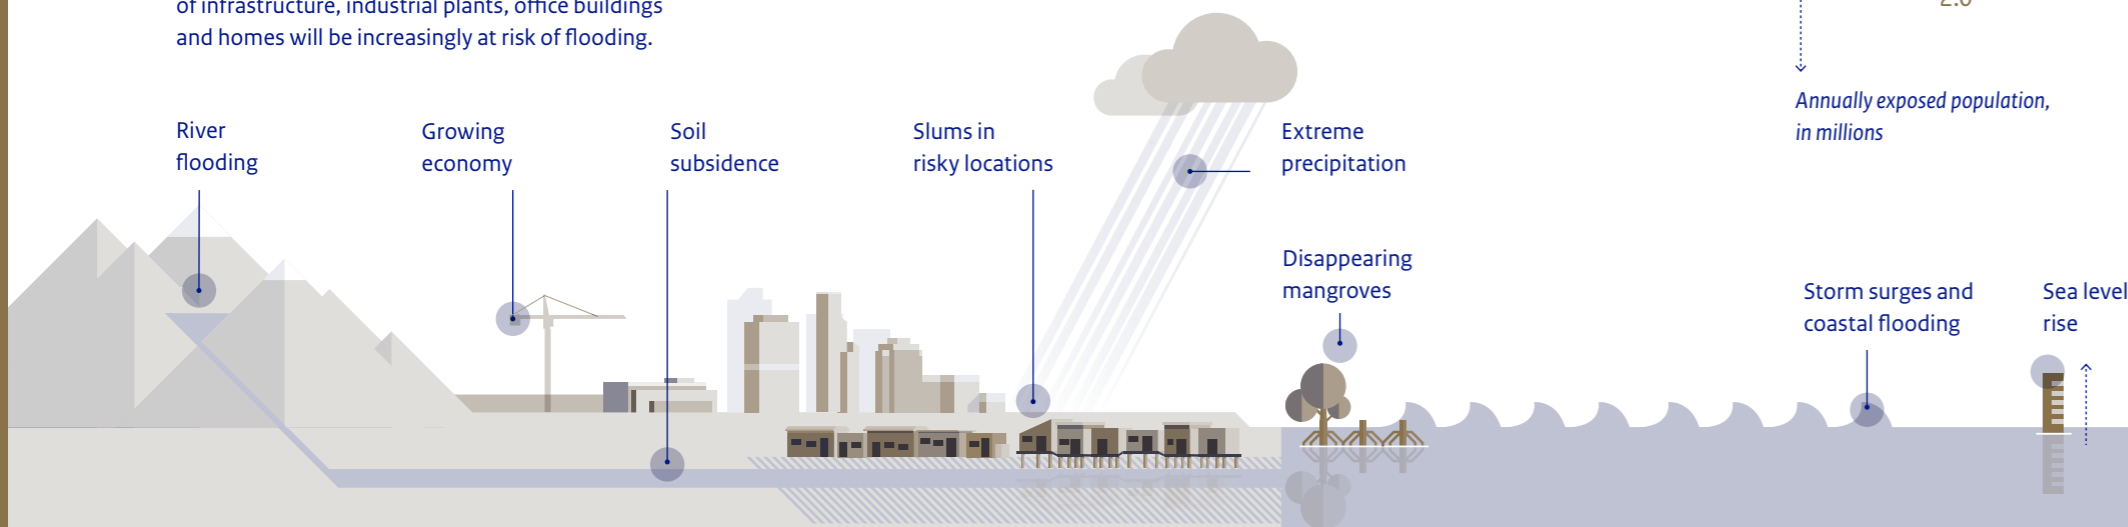 of infrastructure, industrial plants, office buildings
and homes will be increasingly at risk of flooding.
Annually exposed population,
in millions
River
flooding
Growing
economy
Soil
subsidence
Slums in
risky locations
Extreme
precipitation
Disappearing
mangroves
Storm surges and
coastal flooding
Sea level
rise